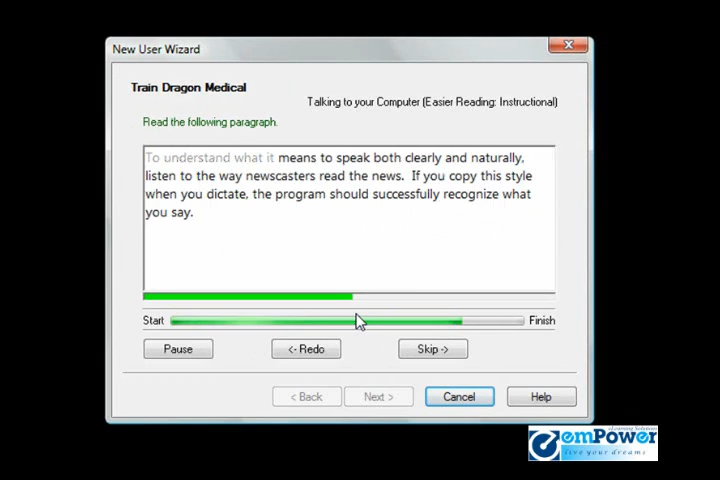 New User Wizard
Train Dragon Medical
Talking to your Computer (Easier Reading: Instructional)
Read the following paragraph.
To understand what it means to speak both clearly and naturally,
listen to the way newscasters read the news. If you copy this style
when you dictate, the program should successfully recognize what
you say.
Start
Finish
Pause
<- Redo
Skip ->
< Back
Next >
Cancel
Help
eLearning Solutions
emPower
live your dreams